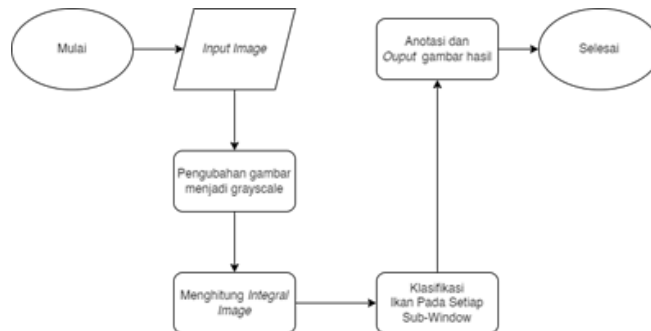 Mulai
Input Image
Pengubahan gambar
menjadi grayscale
Menghitung Integral
Image
Klasifikasi
Ikan Pada Setiap
Sub-Window
Anotasi dan
Ouput gambar hasil
Selesai